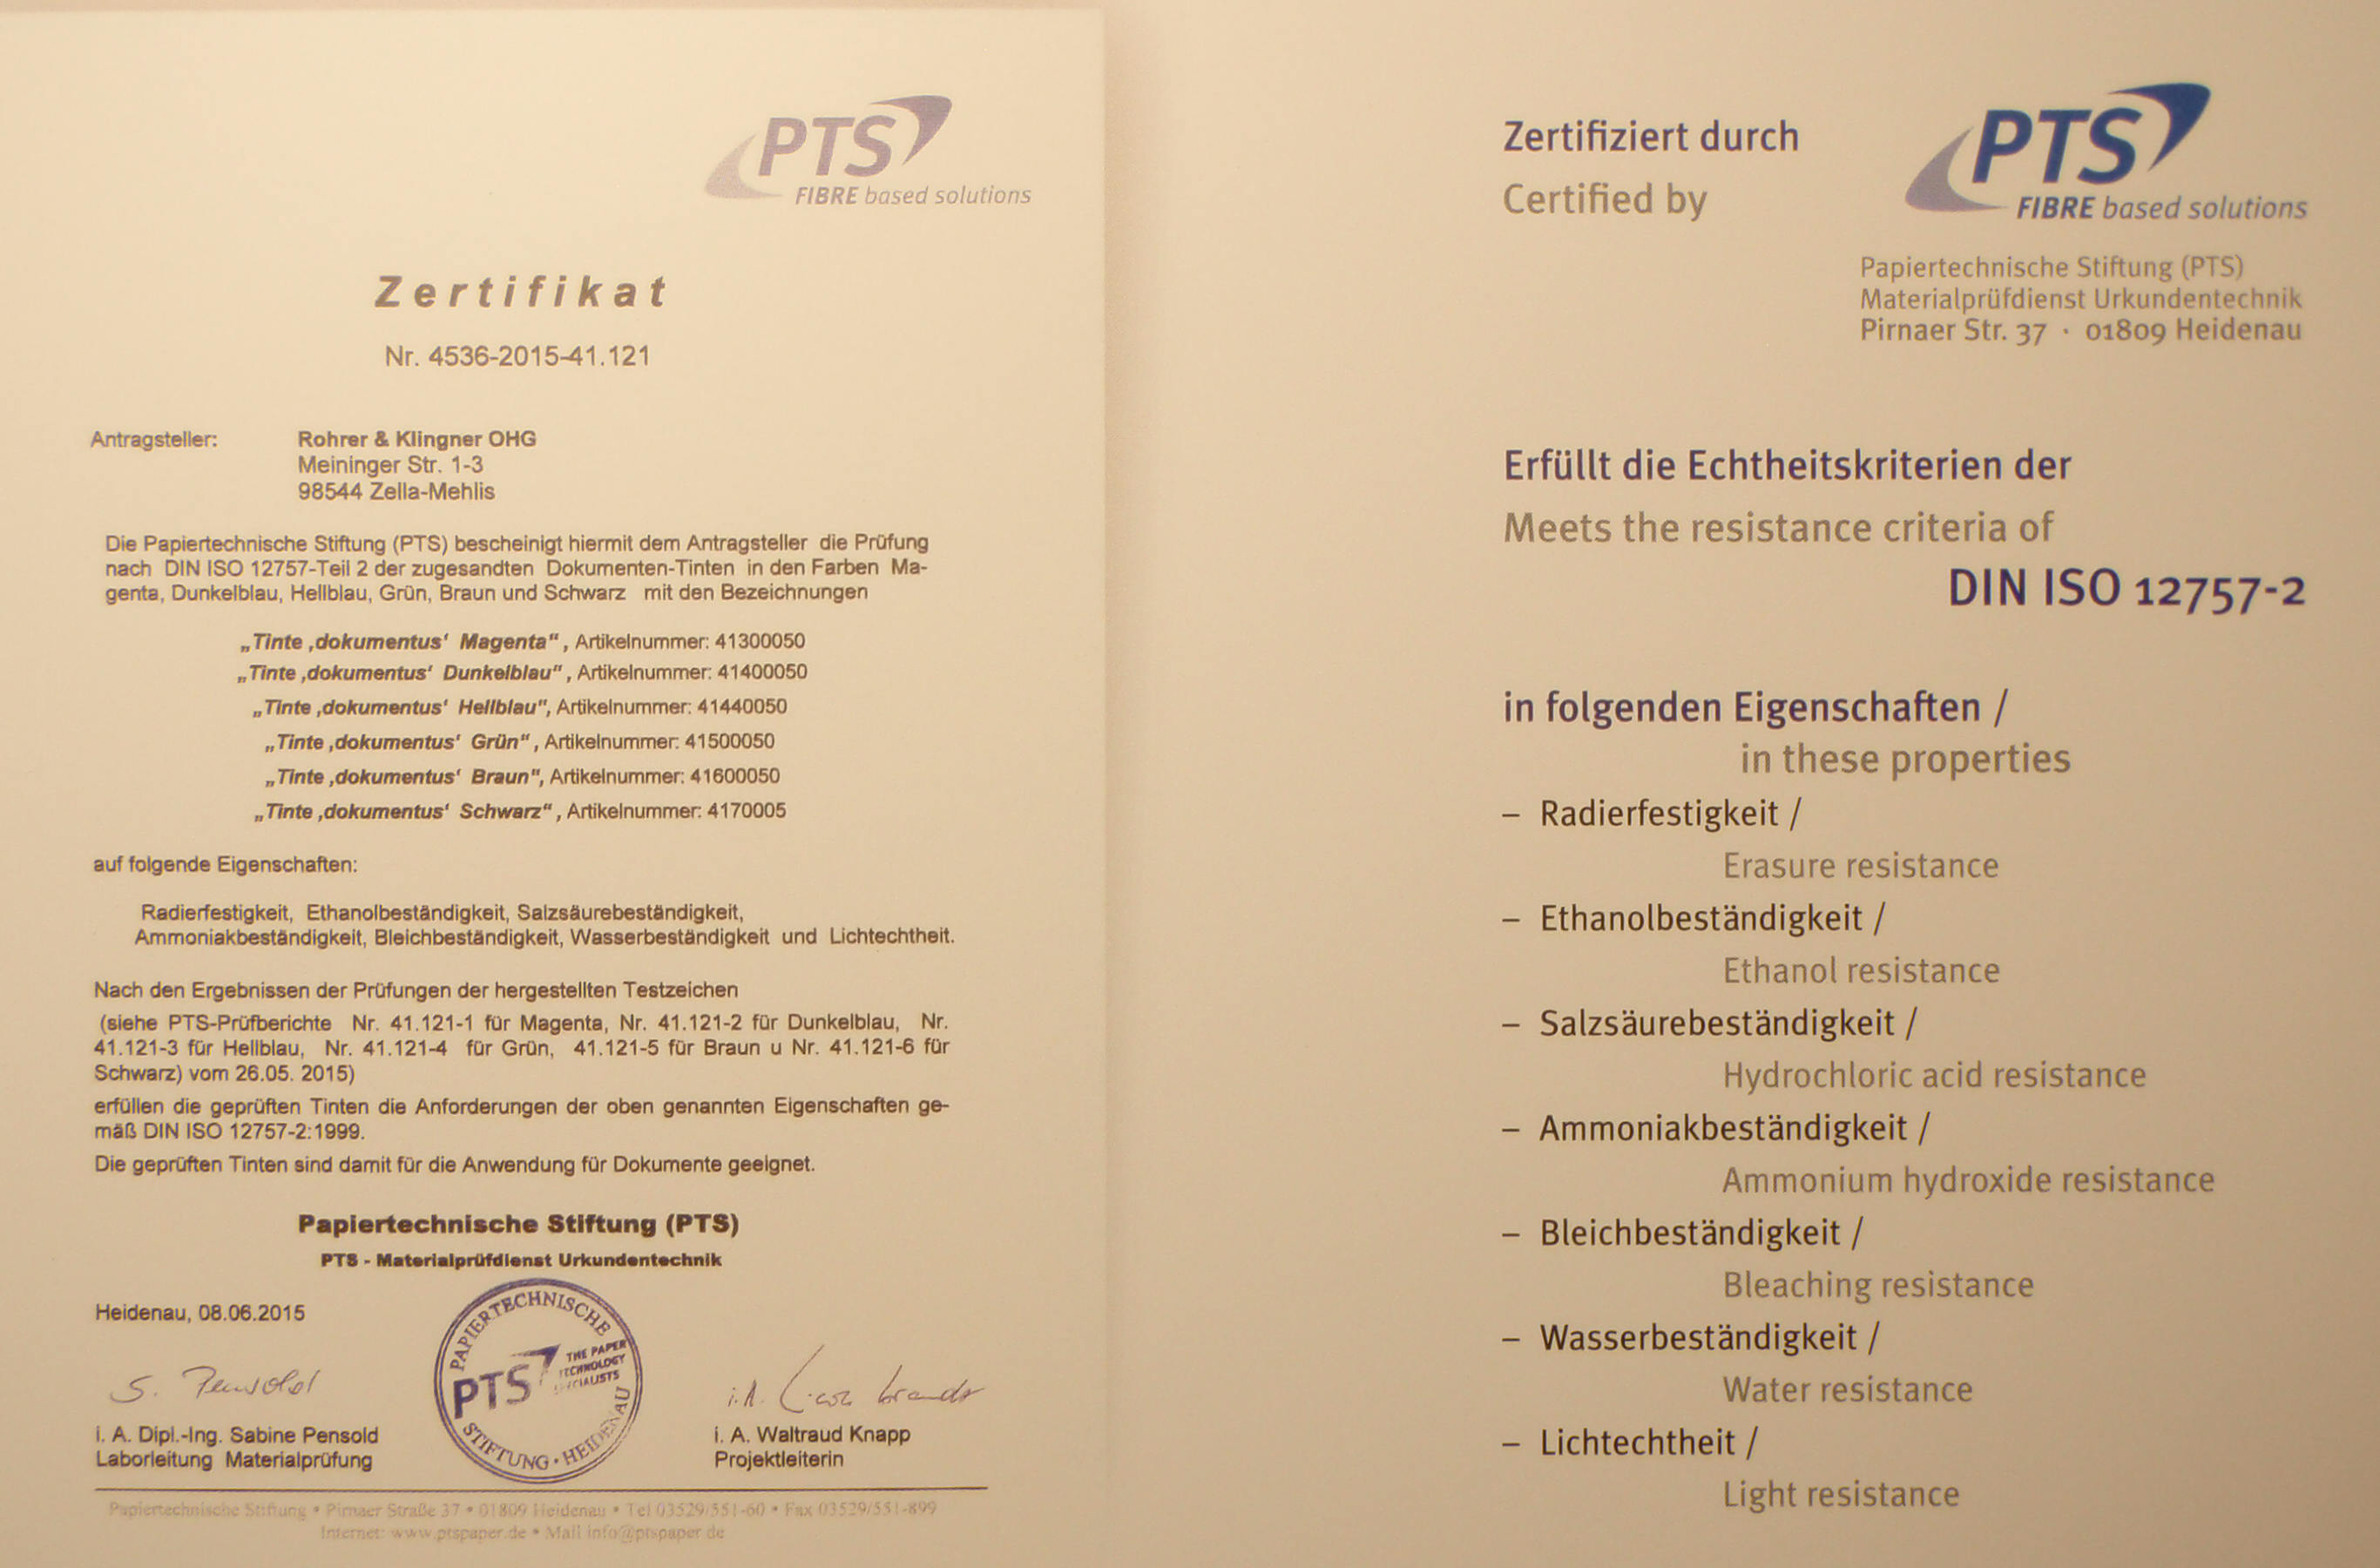 PTS
FIBRE based solutions
Zertifikat
Nr. 4536-2015-41.121
Antragsteller: Rohrer & Klingner OHG
Meininger Str. 1-3
98544 Zella-Mehlis
Die Papiertechnische Stiftung (PTS) bescheinigt hiermit dem Antragsteller die Prüfung
nach DIN ISO 12757-Teil 2 der zugesandten Dokumenten-Tinten in den Farben Ma-
genta, Dunkelblau, Hellblau, Grün, Braun und Schwarz mit den Bezeichnungen
„Tinte ‚dokumentus‘ Magenta“, Artikelnummer: 41300050
„Tinte ‚dokumentus‘ Dunkelblau“, Artikelnummer: 41400050
„Tinte ‚dokumentus‘ Hellblau“, Artikelnummer: 41440050
„Tinte ‚dokumentus‘ Grün“, Artikelnummer: 41500050
„Tinte ‚dokumentus‘ Braun“, Artikelnummer: 41600050
„Tinte ‚dokumentus‘ Schwarz“, Artikelnummer: 4170005
auf folgende Eigenschaften:
Radierfestigkeit, Ethanolbeständigkeit, Salzsäurebeständigkeit,
Ammoniakbeständigkeit, Bleichbeständigkeit, Wasserbeständigkeit und Lichtechtheit.
Nach den Ergebnissen der Prüfungen der hergestellten Testzeichen
(siehe PTS-Prüfberichte Nr. 41.121-1 für Magenta, Nr. 41.121-2 für Dunkelblau, Nr.
41.121-3 für Hellblau, Nr. 41.121-4 für Grün, 41.121-5 für Braun u Nr. 41.121-6 für
Schwarz) vom 26.05. 2015)
erfüllen die geprüften Tinten die Anforderungen der oben genannten Eigenschaften ge-
mäß DIN ISO 12757-2:1999.
Die geprüften Tinten sind damit für die Anwendung für Dokumente geeignet.
Papiertechnische Stiftung (PTS)
PTS - Materialprüfdienst Urkundentechnik
Heidenau, 08.06.2015
PAPIERTECHNISCHE
PTS
THE PAPER
TECHNOLOGY
SPECIALISTS
STIFTUNG • HEIDENAU
S. Pensold
i.A.
i. A. Dipl.-Ing. Sabine Pensold
Laborleitung Materialprüfung
i. A. Waltraud Knapp
Projektleiterin
Papiertechnische Stiftung • Pirnaer Straße 37 • 01809 Heidenau • Tel 03529/551-60 • Fax 03529/551-899
Internet: www.ptspaper.de • Mail info@ptspaper.de
Zertifiziert durch
Certified by
PTS
FIBRE based solutions
Papiertechnische Stiftung (PTS)
Materialprüfdienst Urkundentechnik
Pirnaer Str. 37 · 01809 Heidenau
Erfüllt die Echtheitskriterien der
Meets the resistance criteria of
DIN ISO 12757-2
in folgenden Eigenschaften /
in these properties
– Radierfestigkeit /
Erasure resistance
– Ethanolbeständigkeit /
Ethanol resistance
– Salzsäurebeständigkeit /
Hydrochloric acid resistance
– Ammoniakbeständigkeit /
Ammonium hydroxide resistance
– Bleichbeständigkeit /
Bleaching resistance
– Wasserbeständigkeit /
Water resistance
– Lichtechtheit /
Light resistance